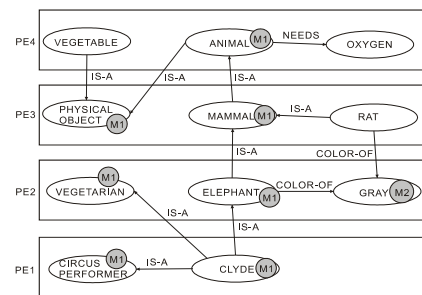 PE4
VEGETABLE
ANIMAL
M1
NEEDS
OXYGEN
IS-A
IS-A
IS-A
PE3
PHYSICAL
OBJECT
M1
MAMMAL
M1
IS-A
RAT
IS-A
COLOR-OF
PE2
M1
VEGETARIAN
ELEPHANT
M1
COLOR-OF
GRAY
M2
IS-A
IS-A
PE1
CIRCUS
PERFORMER
M1
IS-A
CLYDE
M1